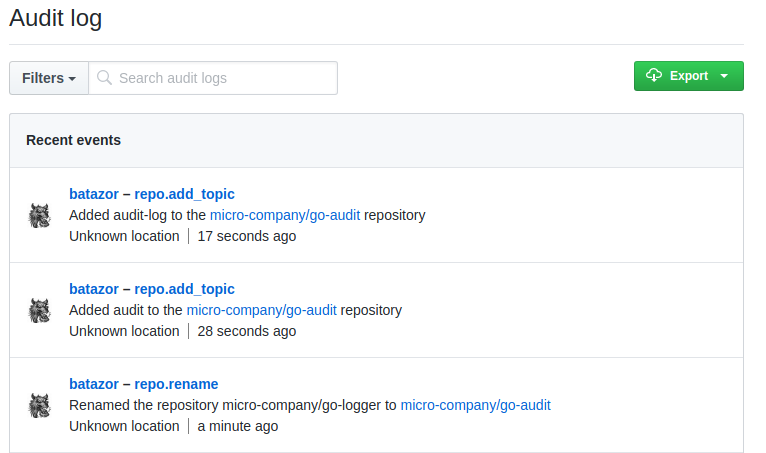 Audit log
Filters
Search audit logs
Export
Recent events
batazor – repo.add_topic
Added audit-log to the micro-company/go-audit repository
Unknown location | 17 seconds ago
batazor – repo.add_topic
Added audit to the micro-company/go-audit repository
Unknown location | 28 seconds ago
batazor – repo.rename
Renamed the repository micro-company/go-logger to micro-company/go-audit
Unknown location | a minute ago